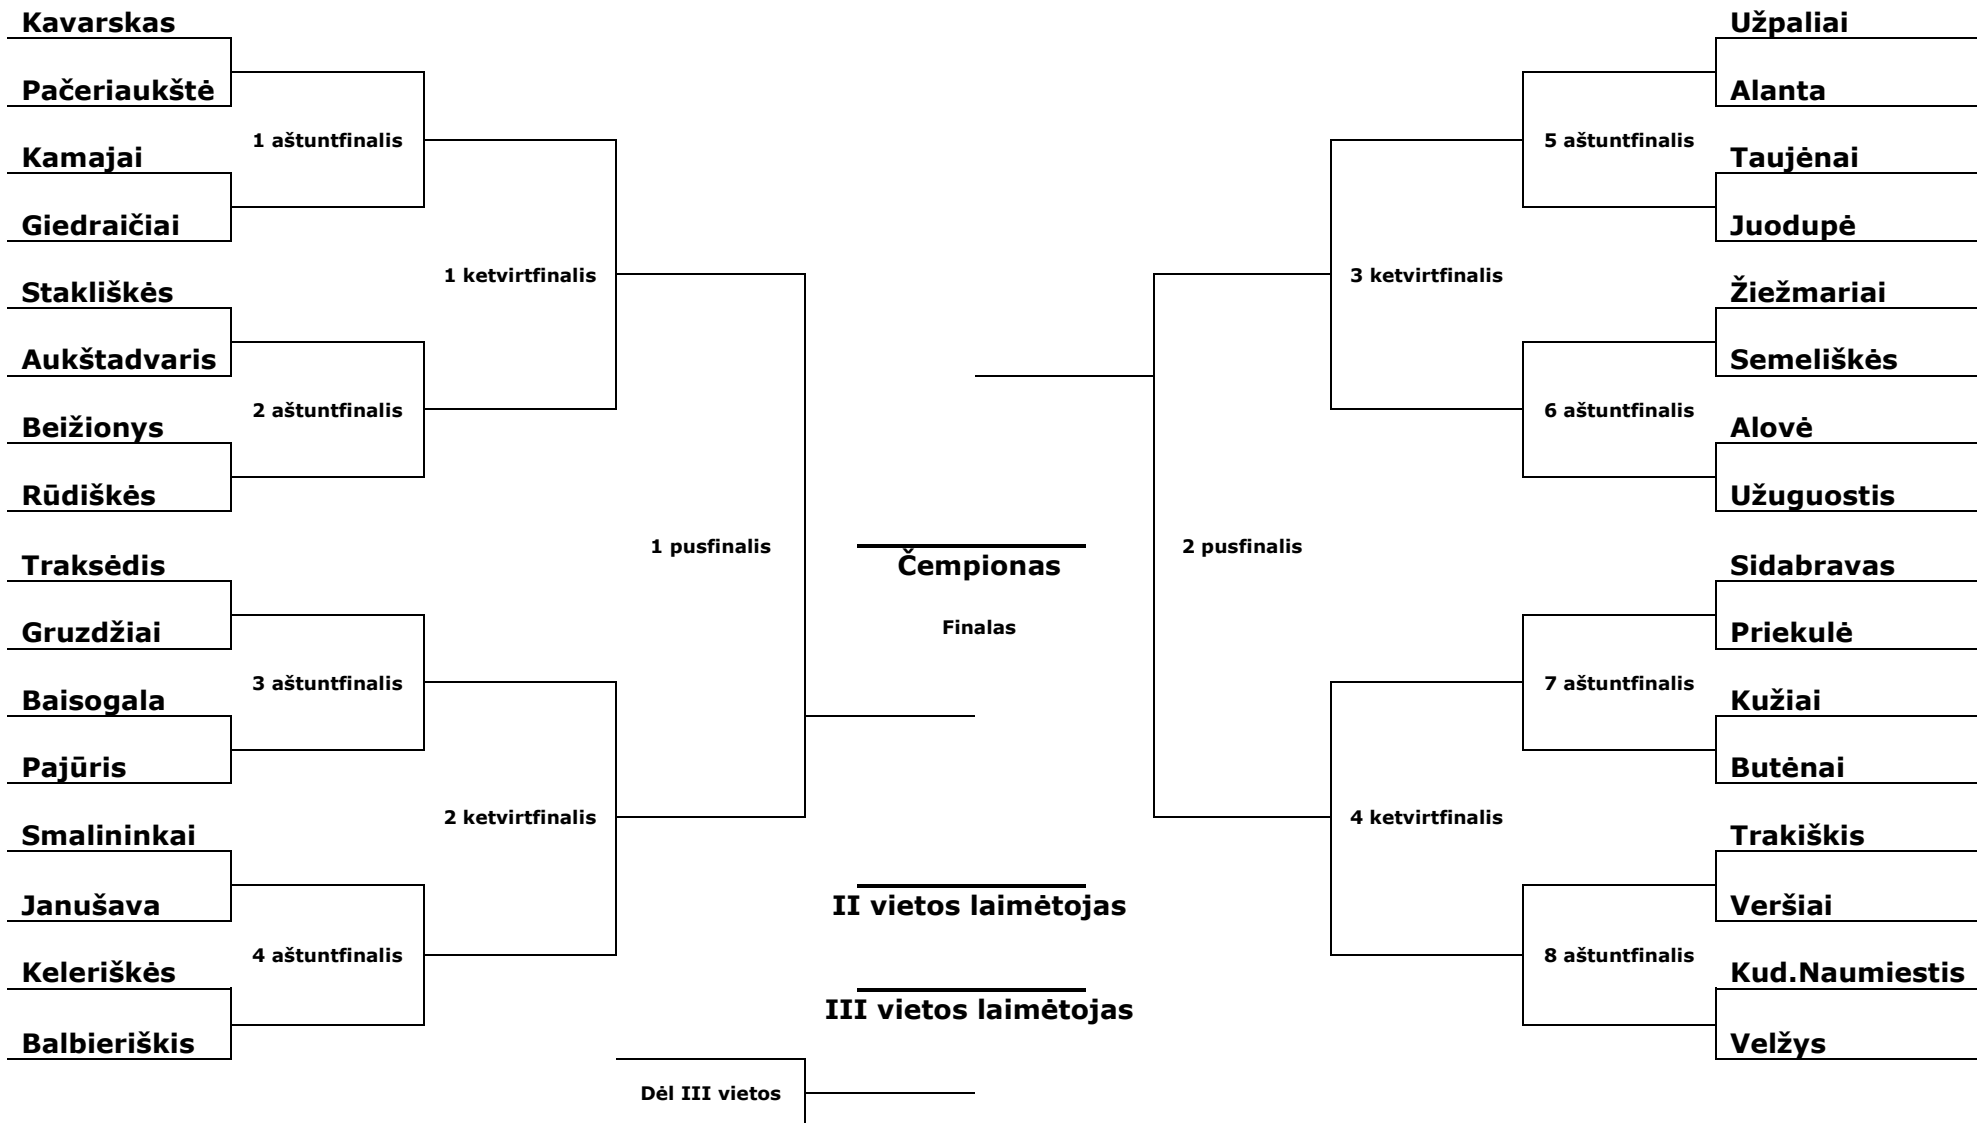 Kavarskas
Pačeriaukštė
1 aštuntfinalis
Kamajai
Giedraičiai
1 ketvirtfinalis
Stakliškės
Aukštadvaris
2 aštuntfinalis
Beižionys
Rūdiškės
1 pusfinalis
Traksėdis
Gruzdžiai
3 aštuntfinalis
Baisogala
Pajūris
2 ketvirtfinalis
Smalininkai
Janušava
4 aštuntfinalis
Keleriškės
Balbieriškis
Čempionas
Finalas
II vietos laimėtojas
III vietos laimėtojas
Dėl III vietos
Užpaliai
Alanta
5 aštuntfinalis
Taujėnai
Juodupė
3 ketvirtfinalis
Žiežmariai
Semeliškės
6 aštuntfinalis
Alovė
Užuguostis
2 pusfinalis
Sidabravas
Priekulė
7 aštuntfinalis
Kužiai
Butėnai
4 ketvirtfinalis
Trakiškis
Veršiai
8 aštuntfinalis
Kud.Naumiestis
Velžys